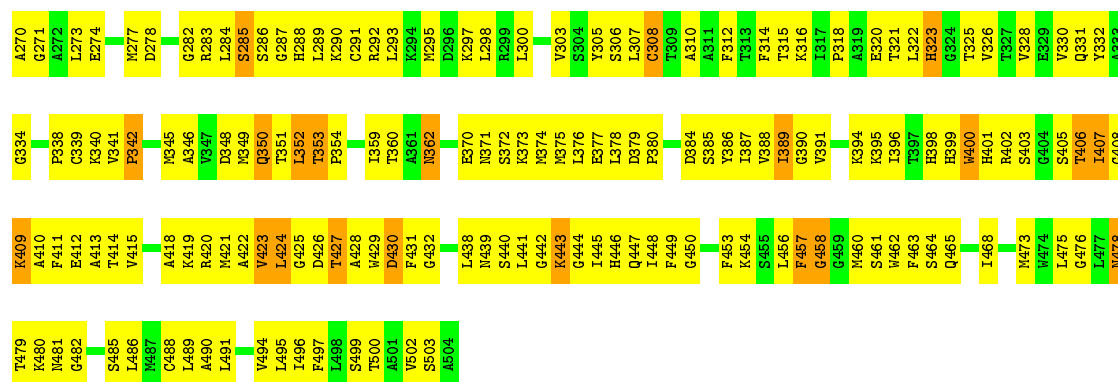 A270 G271 A272 L273 E274 M277 D278 G282 R283 L284 S285 S286 G287 H288 L289 K290 C291 R292 L293 K294 M295 D296 K297 L298 R299 L300 V303 S304 Y305 S306 L307 C308 T309 A310 A311 F312 T313 F314 T315 K316 I317 P318 A319 E320 T321 L322 H323 G324 T325 V326 T327 V328 E329 V330 Q331 Y332 A333
G334 P338 C339 K340 V341 P342 M345 A346 V347 D348 M349 Q350 T351 L352 T353 P354 I359 T360 A361 N362 E370 N371 S372 K373 M374 M375 L376 E377 L378 D379 P380 D384 S385 Y386 I387 V388 I389 G390 V391 K394 K395 I396 T397 H398 H399 W400 H401 R402 S403 G404 S405 T406 I407 G408
K409 A410 F411 E412 A413 T414 V415 A418 K419 R420 M421 A422 V423 L424 G425 D426 T427 A428 W429 D430 F431 G432 L438 N439 S440 L441 G442 K443 G444 I445 H446 Q447 I448 F449 G450 F453 K454 S455 L456 F457 G458 G459 M460 S461 W462 F463 S464 Q465 I468 M473 W474 L475 G476 L477 N478
T479 K480 N481 G482 S485 L486 M487 C488 L489 A490 L491 V494 L495 I496 F497 L498 S499 T500 A501 V502 S503 A504